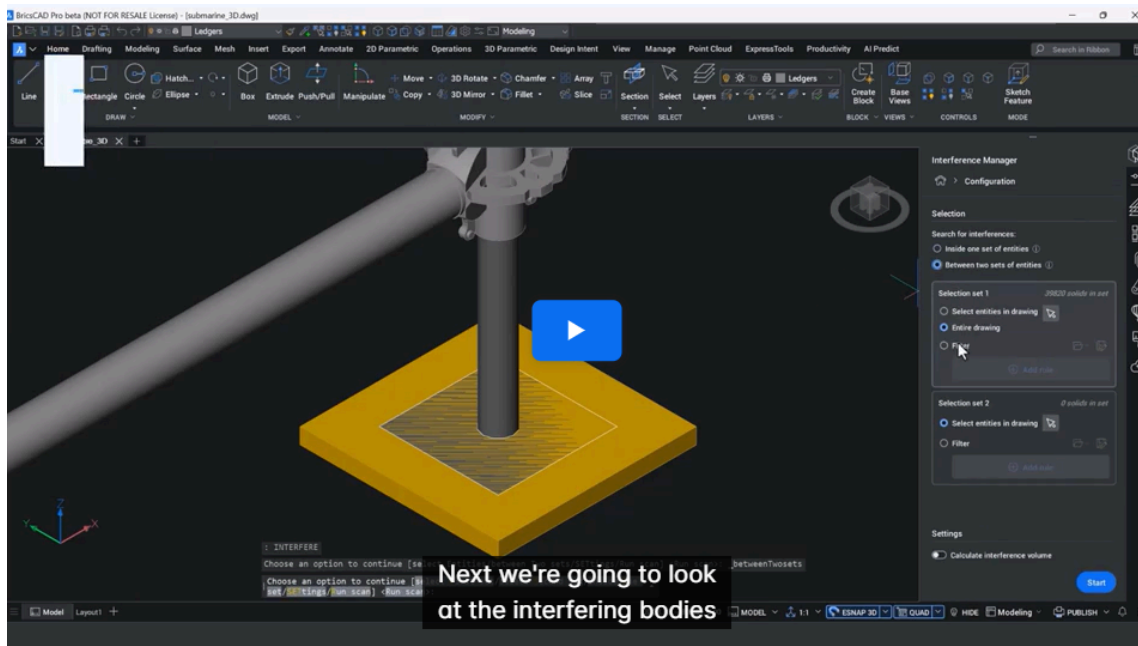 BricsCAD Pro beta (NOT FOR RESALE License) - [submarine_3D.dwg]
Ledgers
Modeling
Home Drafting Modeling Surface Mesh Insert Export Annotate 2D Parametric Operations 3D Parametric Design Intent View Manage Point Cloud ExpressTools Productivity AI Predict
Search in Ribbon
Line
Circle
Hatch...
Ellipse
Box Extrude Push/Pull Manipulate
Move
Copy
3D Rotate
3D Mirror
Chamfer
Fillet
Array
Slice
Section Select Layers
Ledgers
Create
Block
Base
Views
Sketch
Feature
DRAW MODEL MODIFY SECTION SELECT LAYERS BLOCK VIEWS CONTROLS MODE
Start
+
Interference Manager
> Configuration
Selection
Search for interferences:
Inside one set of entities
Between two sets of entities
Selection set 1 39820 solids in set
Select entities in drawing
Entire drawing
Add rule
Selection set 2 0 solids in set
Select entities in drawing
Filter
Add rule
Settings
Calculate interference volume
Start
Z
Y X
: INTERFERE
Choose an option to continue
_betweenTwosets
Choose an option to continue
set/SETtings/Run scan] <Run scan
Next we're going to look
at the interfering bodies
Model Layout1 +
MODEL 1:1 ESNAP 3D QUAD HIDE Modeling PUBLISH